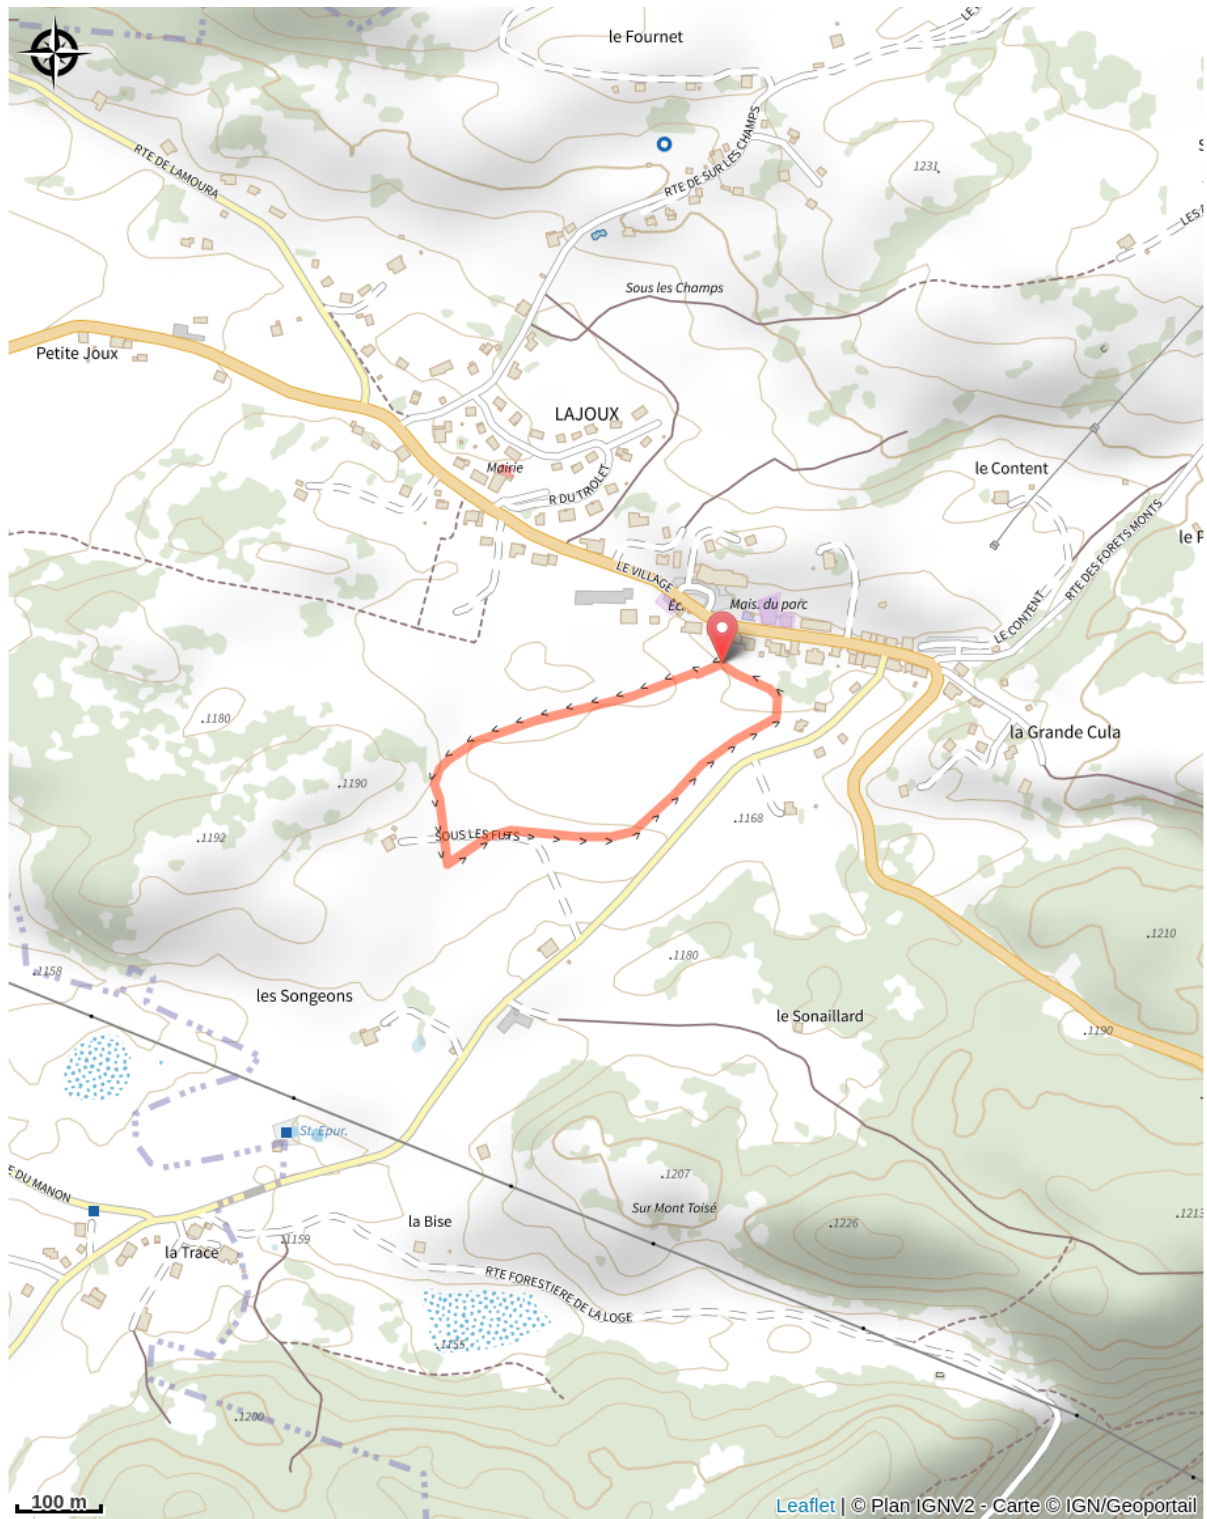 le Fournet
RTE DE LAMOURA
RTE DE SUR LES CHAMPS
1231
LES
Sous les Champs
Petite Joux
LAJOUX
Mairie
R DU TRIOLET
le Content
RTE DES FORETS MONTS
LE VILLAGE
Ec.
Mais. du parc
LE CONTENT
1180
la Grande Cula
1190
1168
1192
SOUS LES FUTS
1210
1180
1158
les Songeons
le Sonaillard
1190
St. Epur.
E DU MANON
1207
Sur Mont Toisé
1213
1226
la Bise
1159
la Trace
RTE FORESTIERE DE LA LOGE
1155
1200
100 m
Leaflet | © Plan IGNV2 - Carte © IGN/Geoportail